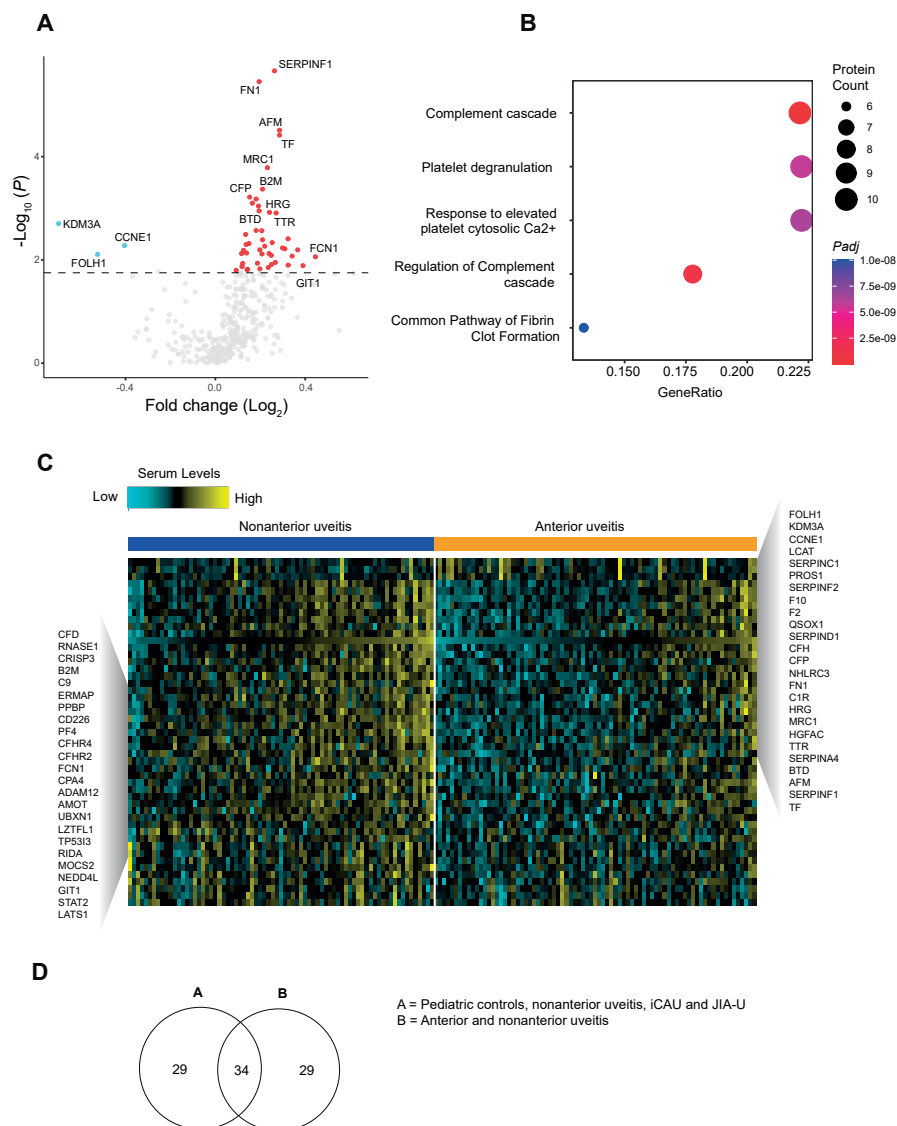 A
SERPINF1
FN1
AFM
TF
MRC1
B2M
CFP
HRG
BTD
TTR
KDM3A
CCNE1
FOLH1
FCN1
GIT1
4
2
0
-Log10 (P)
-0.4
0.0
0.4
Fold change (Log2)
B
Complement cascade
Platelet degranulation
Response to elevated
platelet cytosolic Ca2+
Regulation of Complement
cascade
Common Pathway of Fibrin
Clot Formation
0.150
0.175
0.200
0.225
GeneRatio
Protein
Count
6
7
8
9
10
Padj
1.0e-08
7.5e-09
5.0e-09
2.5e-09
C
Serum Levels
Low
High
Nonanterior uveitis
Anterior uveitis
CFD
RNASE1
CRISP3
B2M
C9
ERMAP
PPBP
CD226
PF4
CFHR4
CFHR2
FCN1
CPA4
ADAM12
AMOT
UBXN1
LZTFL1
TP53I3
RIDA
MOCS2
NEDD4L
GIT1
STAT2
LATS1
FOLH1
KDM3A
CCNE1
LCAT
SERPINC1
PROS1
SERPINF2
F10
F2
QSOX1
SERPIND1
CFH
CFP
NHLRC3
FN1
C1R
HRG
MRC1
HGFAC
TTR
SERPINA4
BTD
AFM
SERPINF1
TF
D
A
B
29
34
29
A = Pediatric controls, nonanterior uveitis, iCAU and JIA-U
B = Anterior and nonanterior uveitis